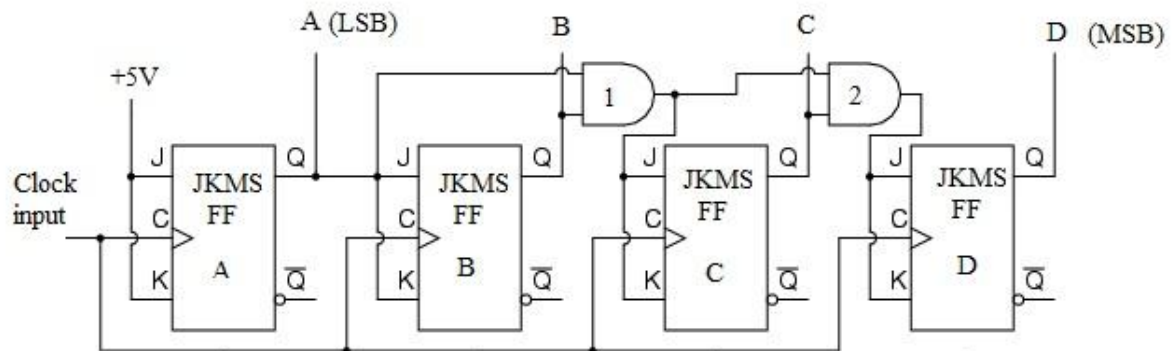 A (LSB)
B
C
D (MSB)
+5V
1
2
J
Q
J
Q
J
Q
J
Q
JKMS
FF
JKMS
FF
JKMS
FF
JKMS
FF
Clock
input
C
C
C
C
A
B
C
D
K
Q̅
K
Q̅
K
Q̅
K
Q̅